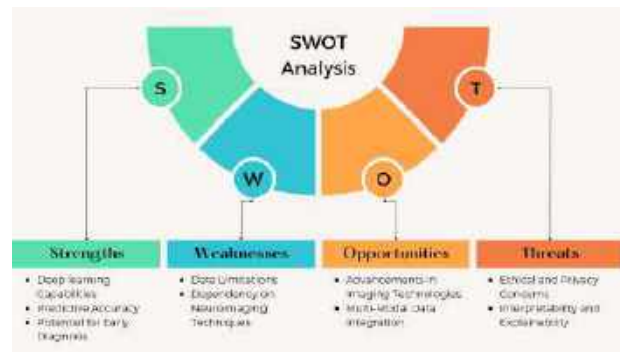 SWOT
Analysis
S
W
O
T
Strengths
Weaknesses
Opportunities
Threats
Deep learning
Capabilities
Predictive Accuracy
Potential for Early
Diagnosis
Data Limitations
Dependency on
Neuroimaging
Techniques
Advancements in
Imaging Technologies
Multi-Modal Data
Integration
Ethical and Privacy
Concerns
Interpretability and
Explainability